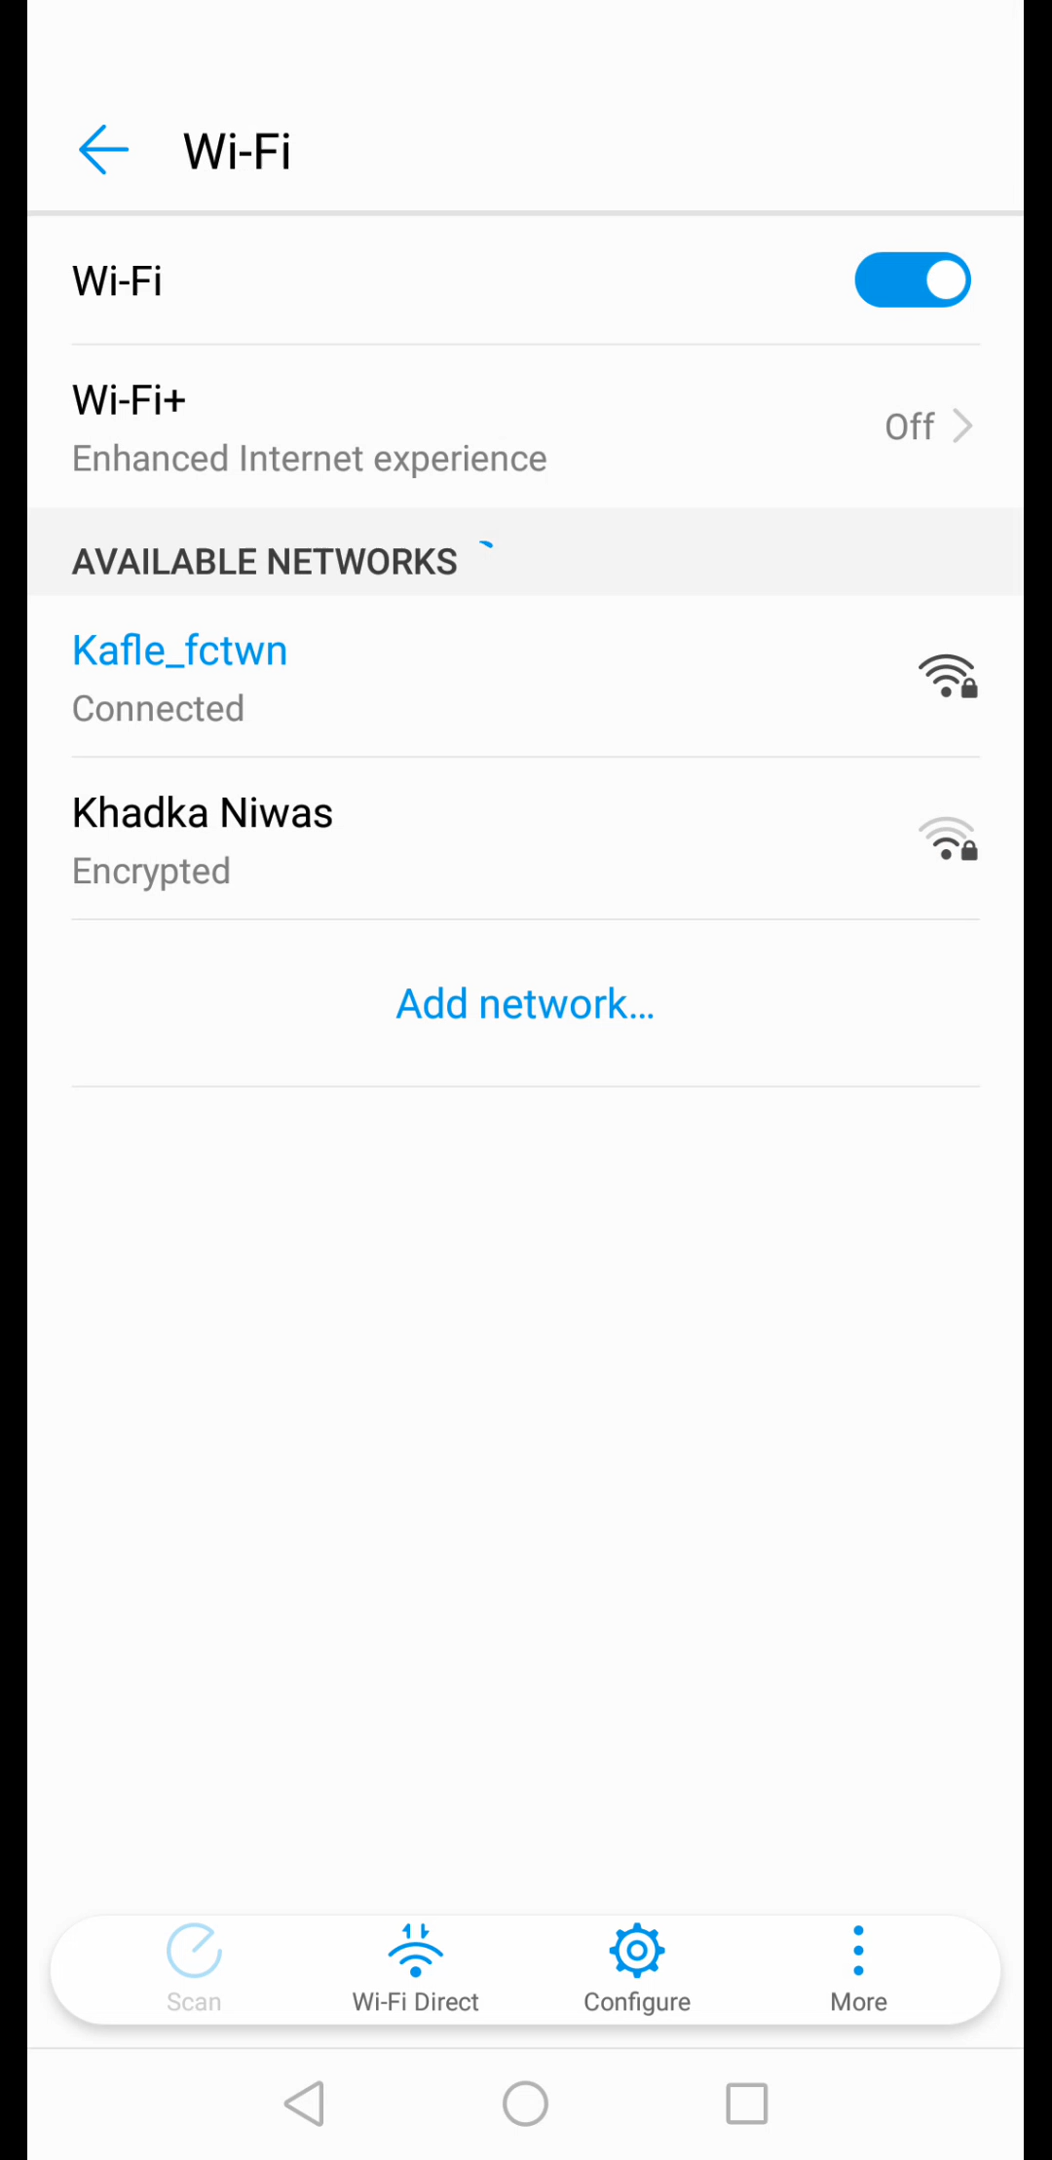 Wi-Fi
Wi-Fi
Wi-Fi+
Off
Enhanced Internet experience
AVAILABLE NETWORKS
Kafle_fctwn
Connected
Khadka Niwas
Encrypted
Add network...
Scan
Wi-Fi Direct
Configure
More